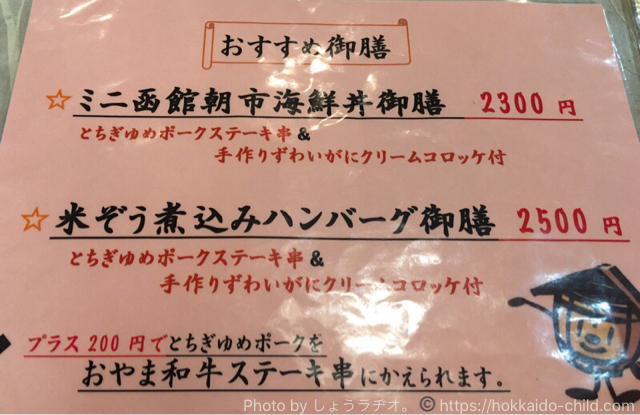 おすすめ御膳
☆ミニ函館朝市海鮮丼御膳 2300円
とちぎゆめポークステーキ串&
手作りずわいがにクリームコロッケ付
☆米ぞう煮込みハンバーグ御膳 2500円
とちぎゆめポークステーキ串&
手作りずわいがにクリームコロッケ付
プラス200円でとちぎゆめポークを
おやま和牛ステーキ串にかえられます。
Photo by しょうラヂオ。© https://hokkaido-child.com